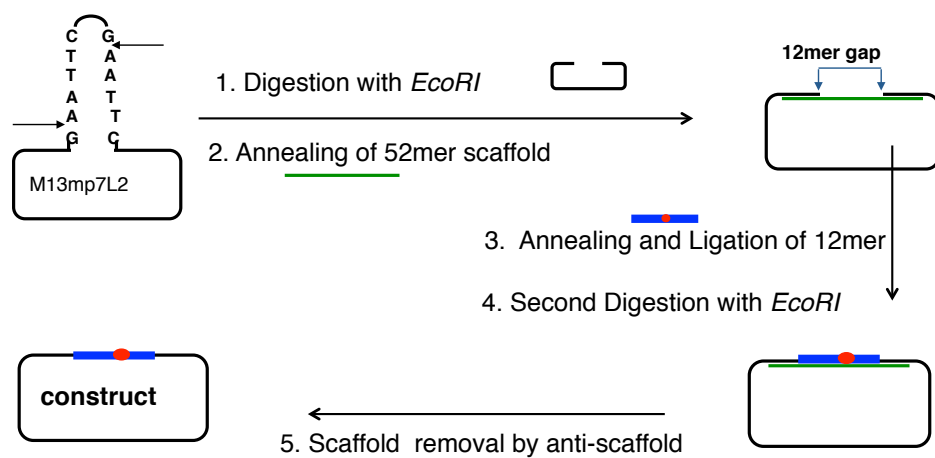 C G
T A
T A
A T
A T
G C
M13mp7L2
1. Digestion with EcoRI
2. Annealing of 52mer scaffold
12mer gap
3. Annealing and Ligation of 12mer
4. Second Digestion with EcoRI
construct
5. Scaffold removal by anti-scaffold